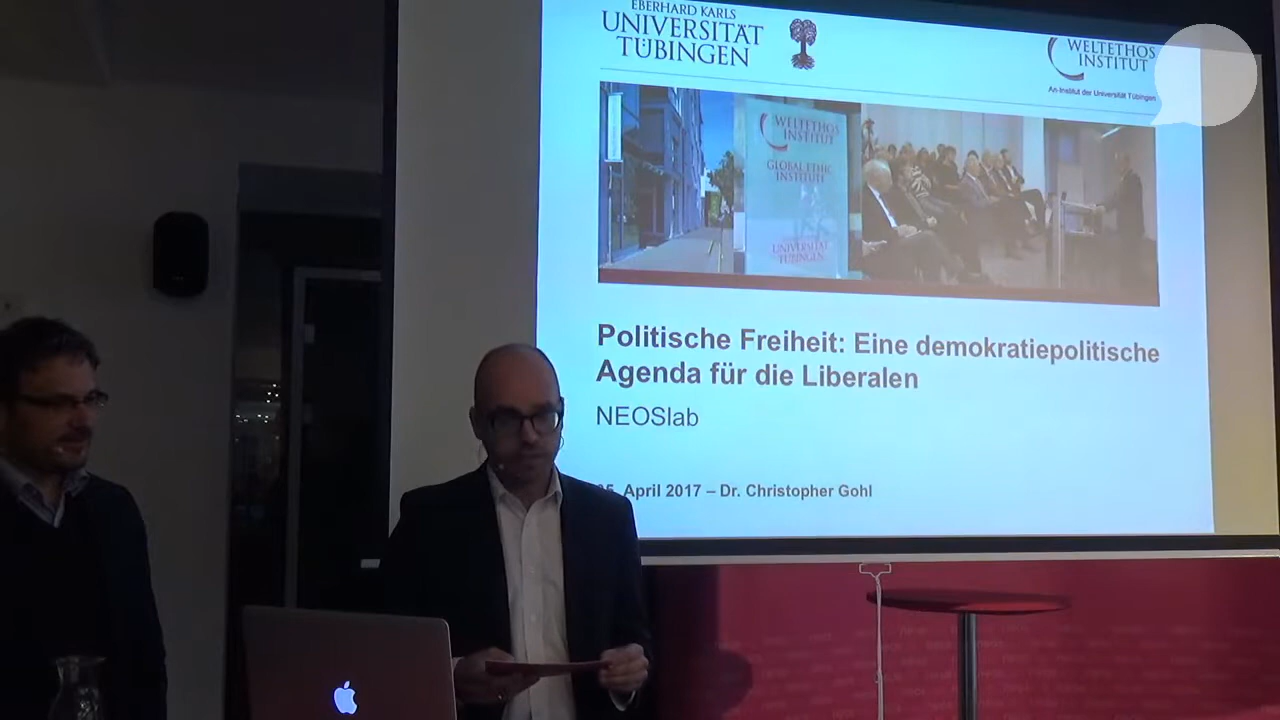 EBERHARD KARLS
UNIVERSITÄT
TÜBINGEN
WELTETHOS
INSTITUT
An-Institut der Universität Tübingen
WELTETHOS
INSTITUT
GLOBAL ETHIC
INSTITUTE
UNIVERSITÄT
TÜBINGEN
Politische Freiheit: Eine demokratiepolitische
Agenda für die Liberalen
NEOSlab
5. April 2017 – Dr. Christopher Gohl